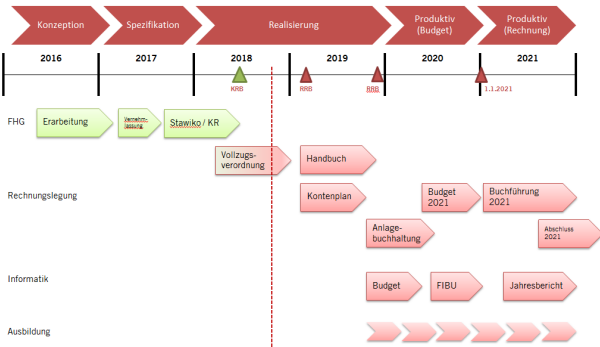 Konzeption
Spezifikation
Realisierung
Produktiv
(Budget)
Produktiv
(Rechnung)
2016
2017
2018
2019
2020
2021
KRB
RRB
RRB
1.1.2021
FHG
Erarbeitung
Vernehm-
lassung
Stawiko / KR
Vollzugs-
verordnung
Handbuch
Rechnungslegung
Kontenplan
Budget
2021
Buchführung
2021
Anlage-
buchhaltung
Abschluss
2021
Informatik
Budget
FIBU
Jahresbericht
Ausbildung